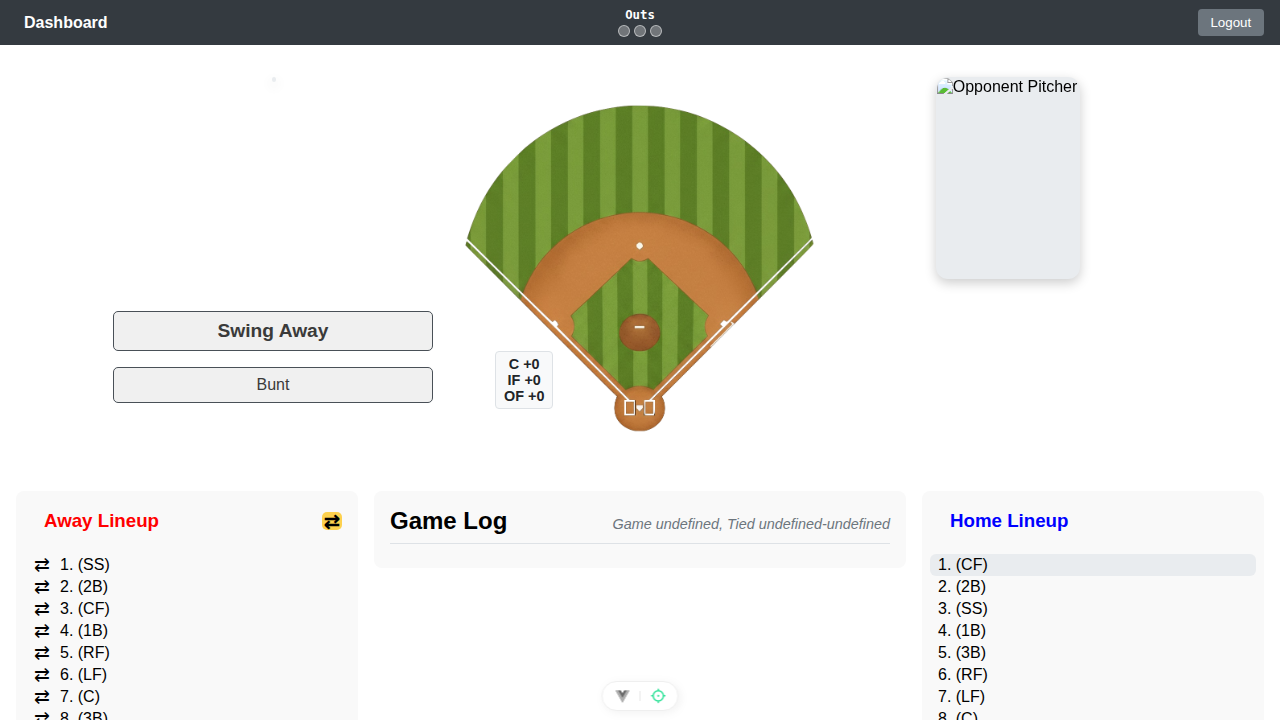 Dashboard
Outs
Logout
Opponent Pitcher
Swing Away
Bunt
C +0
IF +0
OF +0
Away Lineup
⇄
⇄ 1. (SS)
⇄ 2. (2B)
⇄ 3. (CF)
⇄ 4. (1B)
⇄ 5. (RF)
⇄ 6. (LF)
⇄ 7. (C)
⇄ 8. (3B)
Game Log
Game undefined, Tied undefined-undefined
Home Lineup
1. (CF)
2. (2B)
3. (SS)
4. (1B)
5. (3B)
6. (RF)
7. (LF)
8. (C)